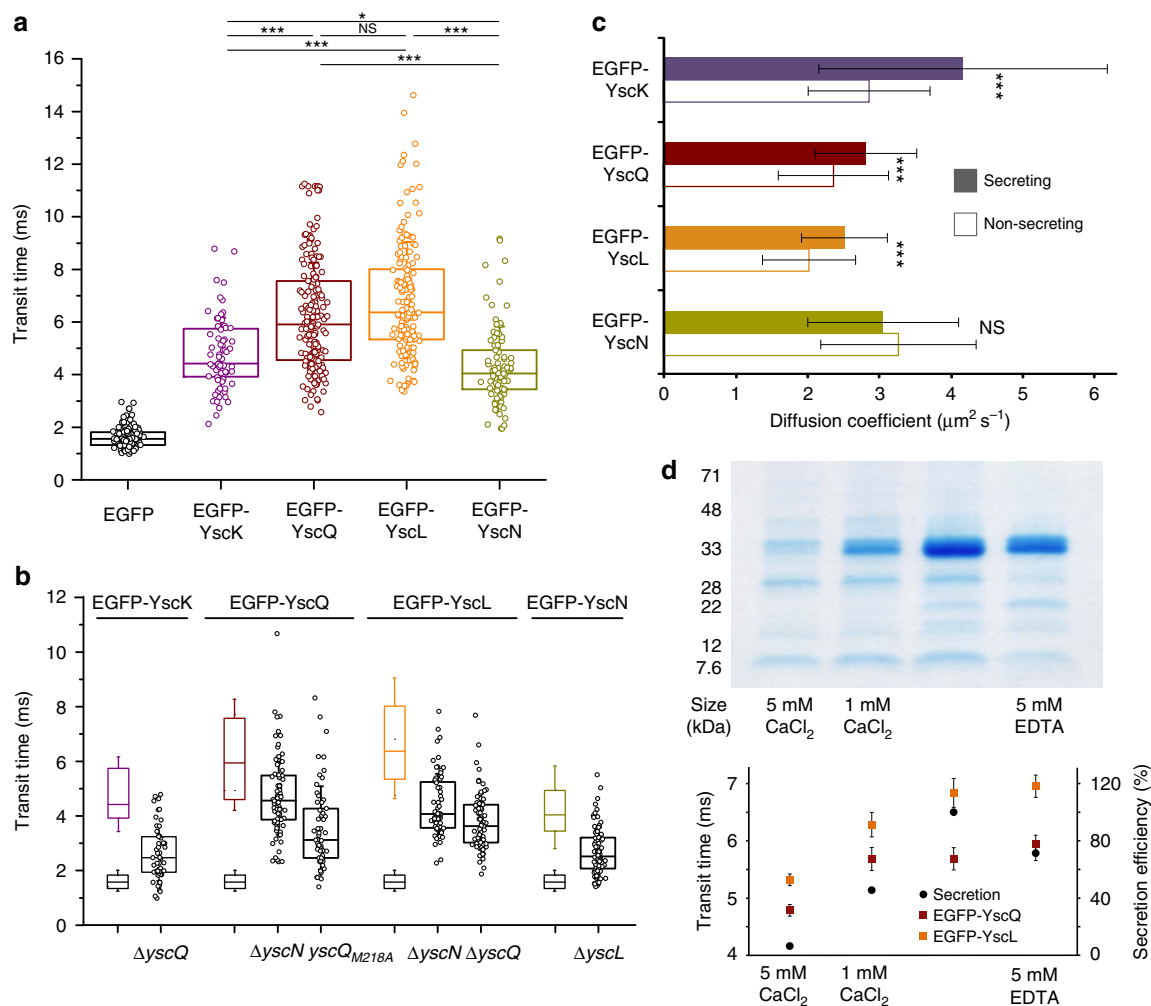 a
*
*** NS ***
***
***
16
14
12
10
8
6
4
2
0
Transit time (ms)
EGFP
EGFP-
YscK
EGFP-
YscQ
EGFP-
YscL
EGFP-
YscN
b
12
10
8
6
4
2
0
Transit time (ms)
EGFP-YscK
EGFP-YscQ
EGFP-YscL
EGFP-YscN
ΔyscQ
ΔyscN yscQM218A
ΔyscN ΔyscQ
ΔyscL
c
EGFP-
YscK
***
EGFP-
YscQ
***
EGFP-
YscL
***
EGFP-
YscN
NS
Secreting
Non-secreting
0 1 2 3 4 5 6
Diffusion coefficient (μm² s⁻¹)
d
71
48
33
28
22
12
7.6
Size
(kDa)
5 mM
CaCl₂
1 mM
CaCl₂
5 mM
EDTA
7
6
5
4
Transit time (ms)
120
80
40
0
Secretion efficiency (%)
Secretion
EGFP-YscQ
EGFP-YscL
5 mM
CaCl₂
1 mM
CaCl₂
5 mM
EDTA